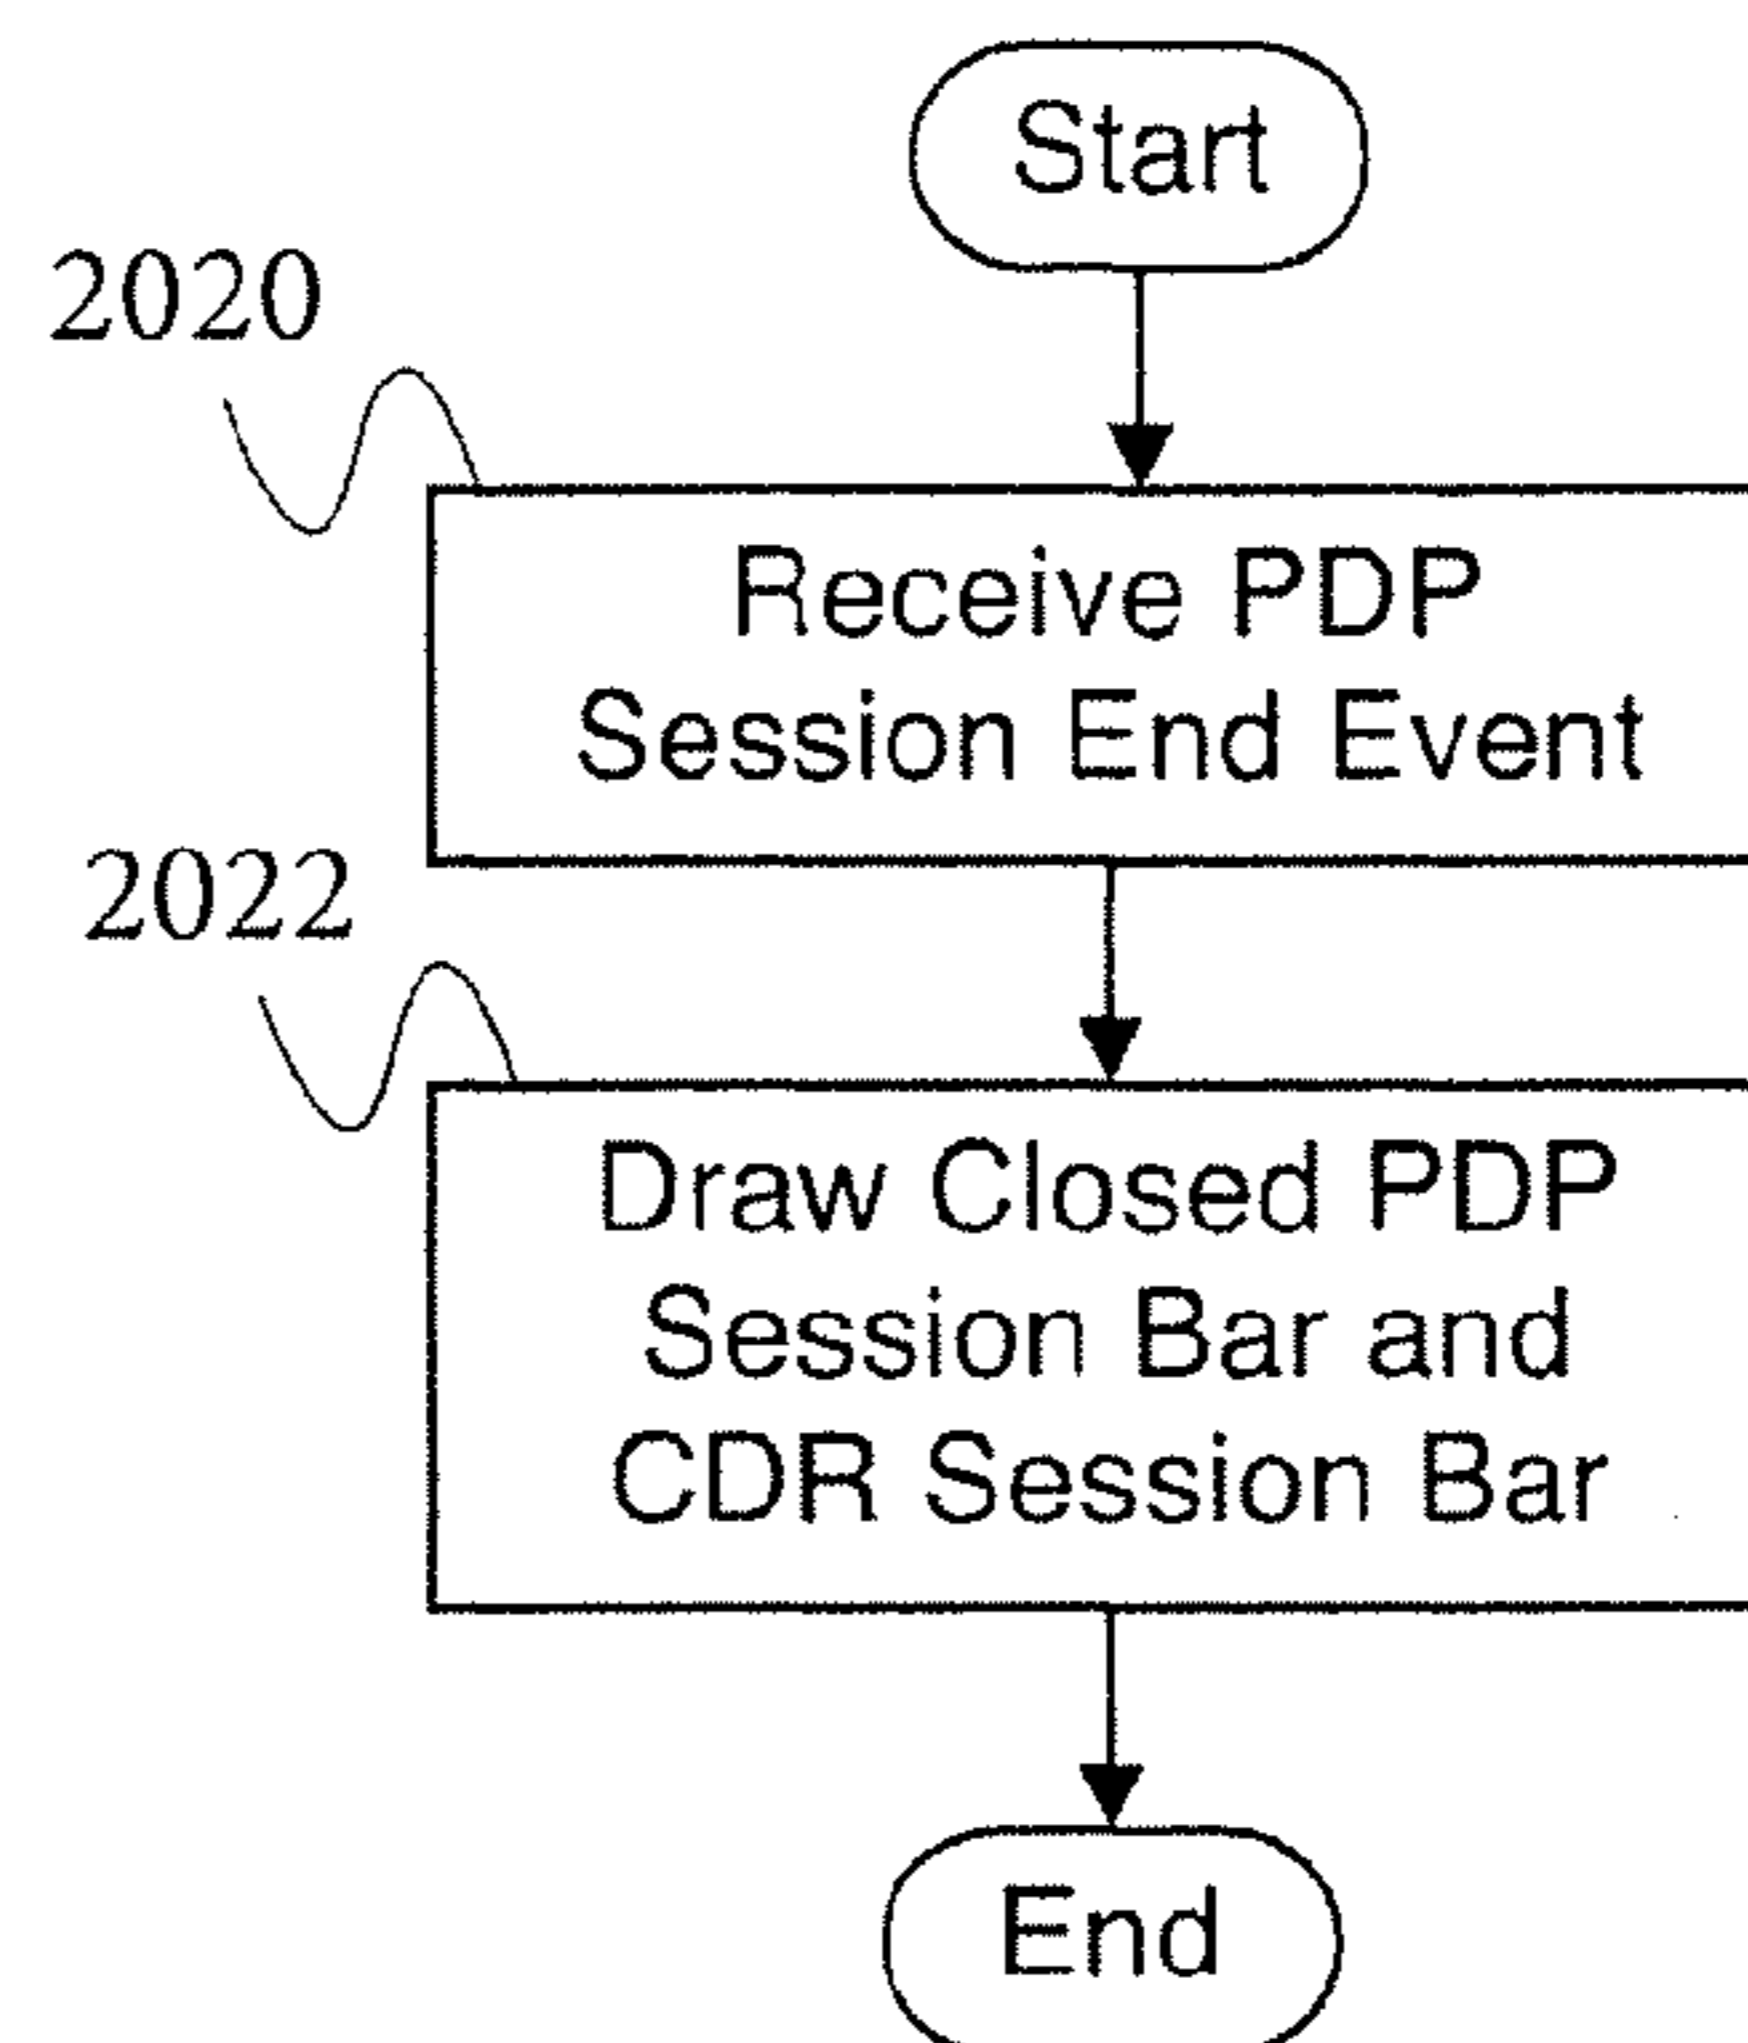 Start
2020
Receive PDP
Session End Event
2022
Draw Closed PDP
Session Bar and
CDR Session Bar
End